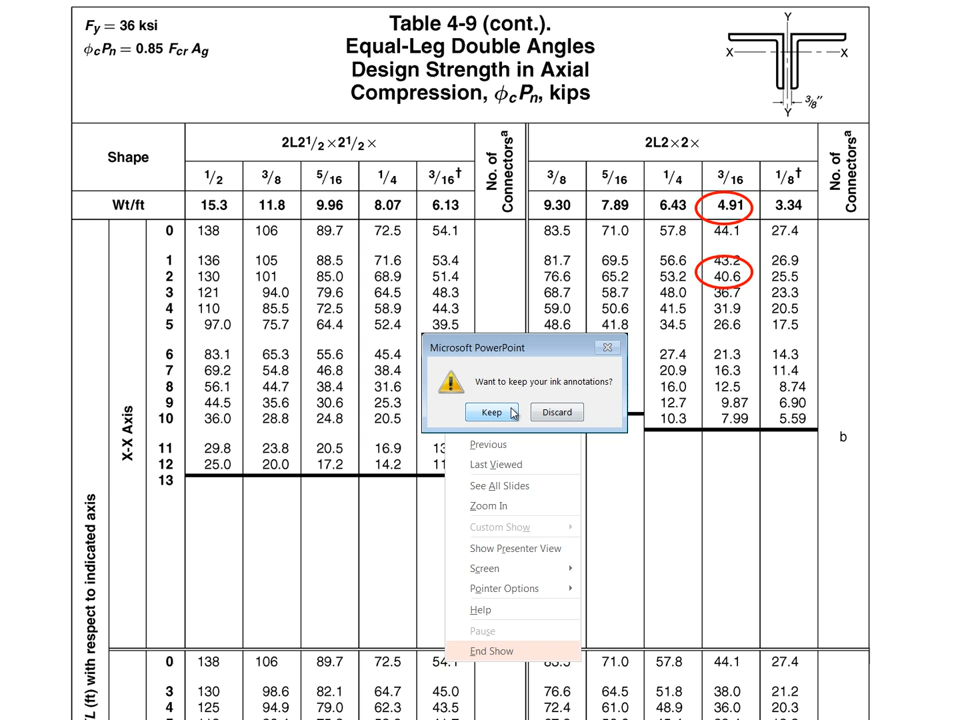 Fy = 36 ksi
ϕcPn = 0.85 Fcr Ag
Table 4-9 (cont.).
Equal-Leg Double Angles
Design Strength in Axial
Compression, ϕcPn, kips
Y
X X
3/8″
Y
Shape 2L2 1/2 × 2 1/2 × No. of Connectors a 2L2×2× No. of Connectors a
1/2 3/8 5/16 1/4 3/16† 3/8 5/16 1/4 3/16 1/8†
Wt/ft 15.3 11.8 9.96 8.07 6.13 9.30 7.89 6.43 4.91 3.34
0 138 106 89.7 72.5 54.1 83.5 71.0 57.8 44.1 27.4
1 136 105 88.5 71.6 53.4 81.7 69.5 56.6 43.2 26.9
2 130 101 85.0 68.9 51.4 76.6 65.2 53.2 40.6 25.5
3 121 94.0 79.6 64.5 48.3 68.7 58.7 48.0 36.7 23.3
4 110 85.5 72.5 58.9 44.3 59.0 50.6 41.5 31.9 20.5
5 97.0 75.7 64.4 52.4 39.5 48.6 41.8 34.5 26.6 17.5
6 83.1 65.3 55.6 45.4 27.4 21.3 14.3
7 69.2 54.8 46.8 38.4 20.9 16.3 11.4
8 56.1 44.7 38.4 31.6 16.0 12.5 8.74
9 44.5 35.6 30.6 25.3 12.7 9.87 6.90
10 36.0 28.8 24.8 20.5 10.3 7.99 5.59
11 29.8 23.8 20.5 16.9
12 25.0 20.0 17.2 14.2
13
b
X-X Axis
L (ft) with respect to indicated axis
Microsoft PowerPoint
Want to keep your ink annotations?
Keep Discard
Previous
Last Viewed
See All Slides
Zoom In
Custom Show
Show Presenter View
Screen
Pointer Options
Help
Pause
End Show
0 138 106 89.7 72.5 54.1 83.5 71.0 57.8 44.1 27.4
3 130 98.6 82.1 64.7 45.0 76.6 64.5 51.8 38.0 21.2
4 125 94.9 79.0 62.3 43.5 72.4 61.0 48.9 36.0 20.3